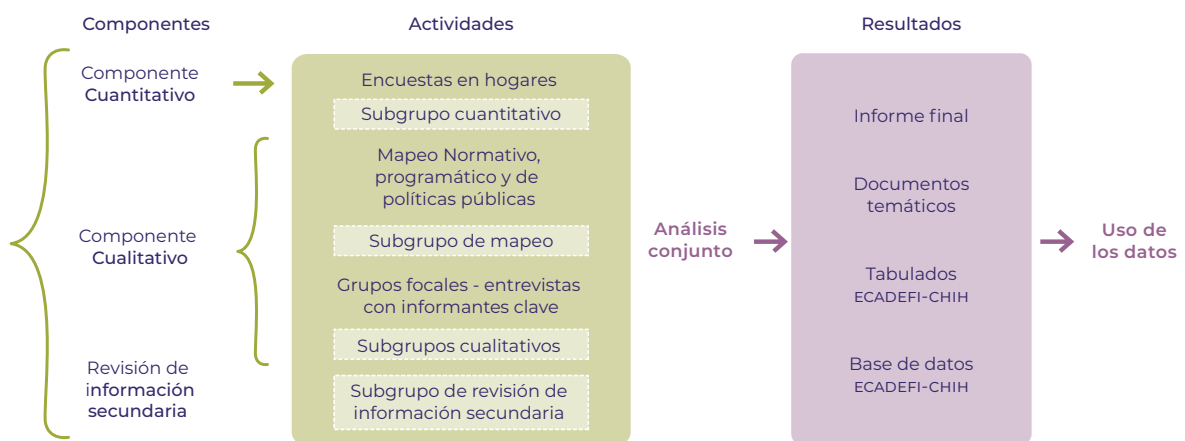 Componentes
Actividades
Resultados
Componente
Cuantitativo
Componente
Cualitativo
Revisión de
información
secundaria
Encuestas en hogares
Subgrupo cuantitativo
Mapeo Normativo,
programático y de
políticas públicas
Subgrupo de mapeo
Grupos focales - entrevistas
con informantes clave
Subgrupos cualitativos
Subgrupo de revisión de
información secundaria
Análisis
conjunto
Informe final
Documentos
temáticos
Tabulados
ECADEFI-CHIH
Base de datos
ECADEFI-CHIH
Uso de
los datos